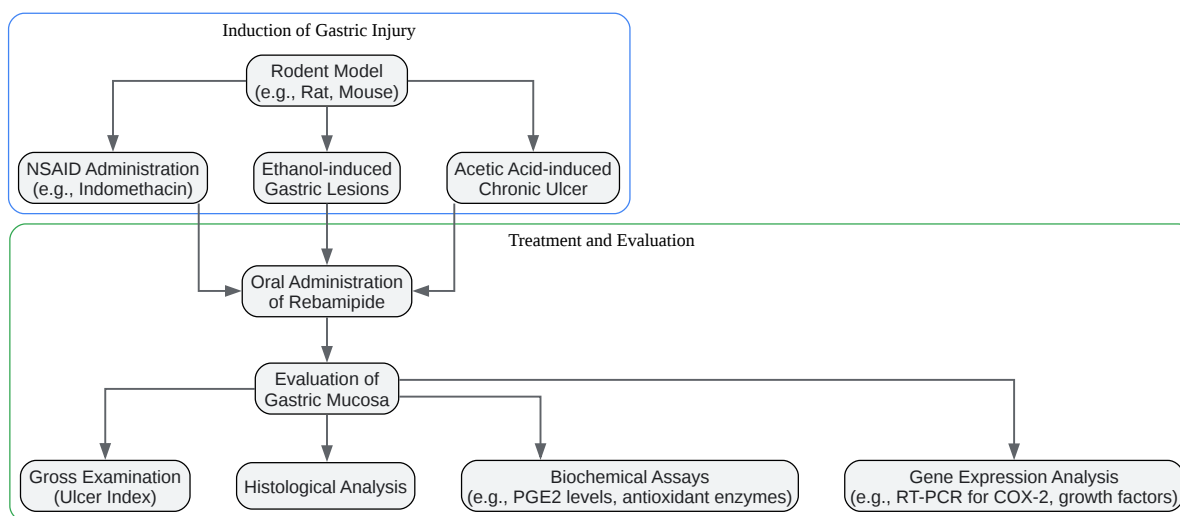 Induction of Gastric Injury
Rodent Model
(e.g., Rat, Mouse)
NSAID Administration
(e.g., Indomethacin)
Ethanol-induced
Gastric Lesions
Acetic Acid-induced
Chronic Ulcer
Treatment and Evaluation
Oral Administration
of Rebamipide
Evaluation of
Gastric Mucosa
Gross Examination
(Ulcer Index)
Histological Analysis
Biochemical Assays
(e.g., PGE2 levels, antioxidant enzymes)
Gene Expression Analysis
(e.g., RT-PCR for COX-2, growth factors)